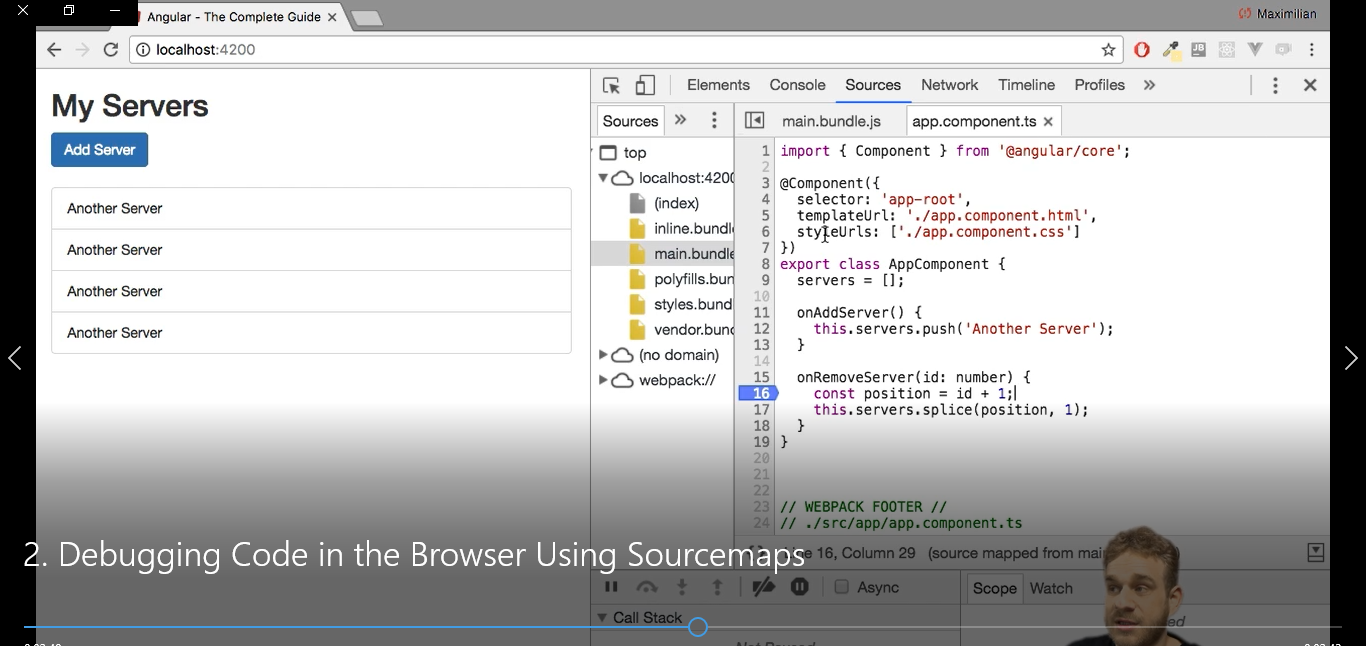 Angular - The Complete Guide
Maximilian
localhost:4200
My Servers
Add Server
Another Server
Another Server
Another Server
Another Server
Elements Console Sources Network Timeline Profiles
Sources
main.bundle.js
app.component.ts
top
localhost:4200
(index)
inline.bundl
main.bundle
polyfills.bun
styles.bund
vendor.bund
(no domain)
webpack://
1 import { Component } from '@angular/core';
2
3 @Component({
4 selector: 'app-root',
5 templateUrl: './app.component.html',
6 styleUrls: ['./app.component.css']
7 })
8 export class AppComponent {
9 servers = [];
10
11 onAddServer() {
12 this.servers.push('Another Server');
13 }
14
15 onRemoveServer(id: number) {
16 const position = id + 1;
17 this.servers.splice(position, 1);
18 }
19 }
20
21
22
23 // WEBPACK FOOTER //
24 // ./src/app/app.component.ts
2. Debugging Code in the Browser Using Sourcemaps
16, Column 29 (source mapped from mai
Async
Scope
Watch
Call Stack
Not Paused